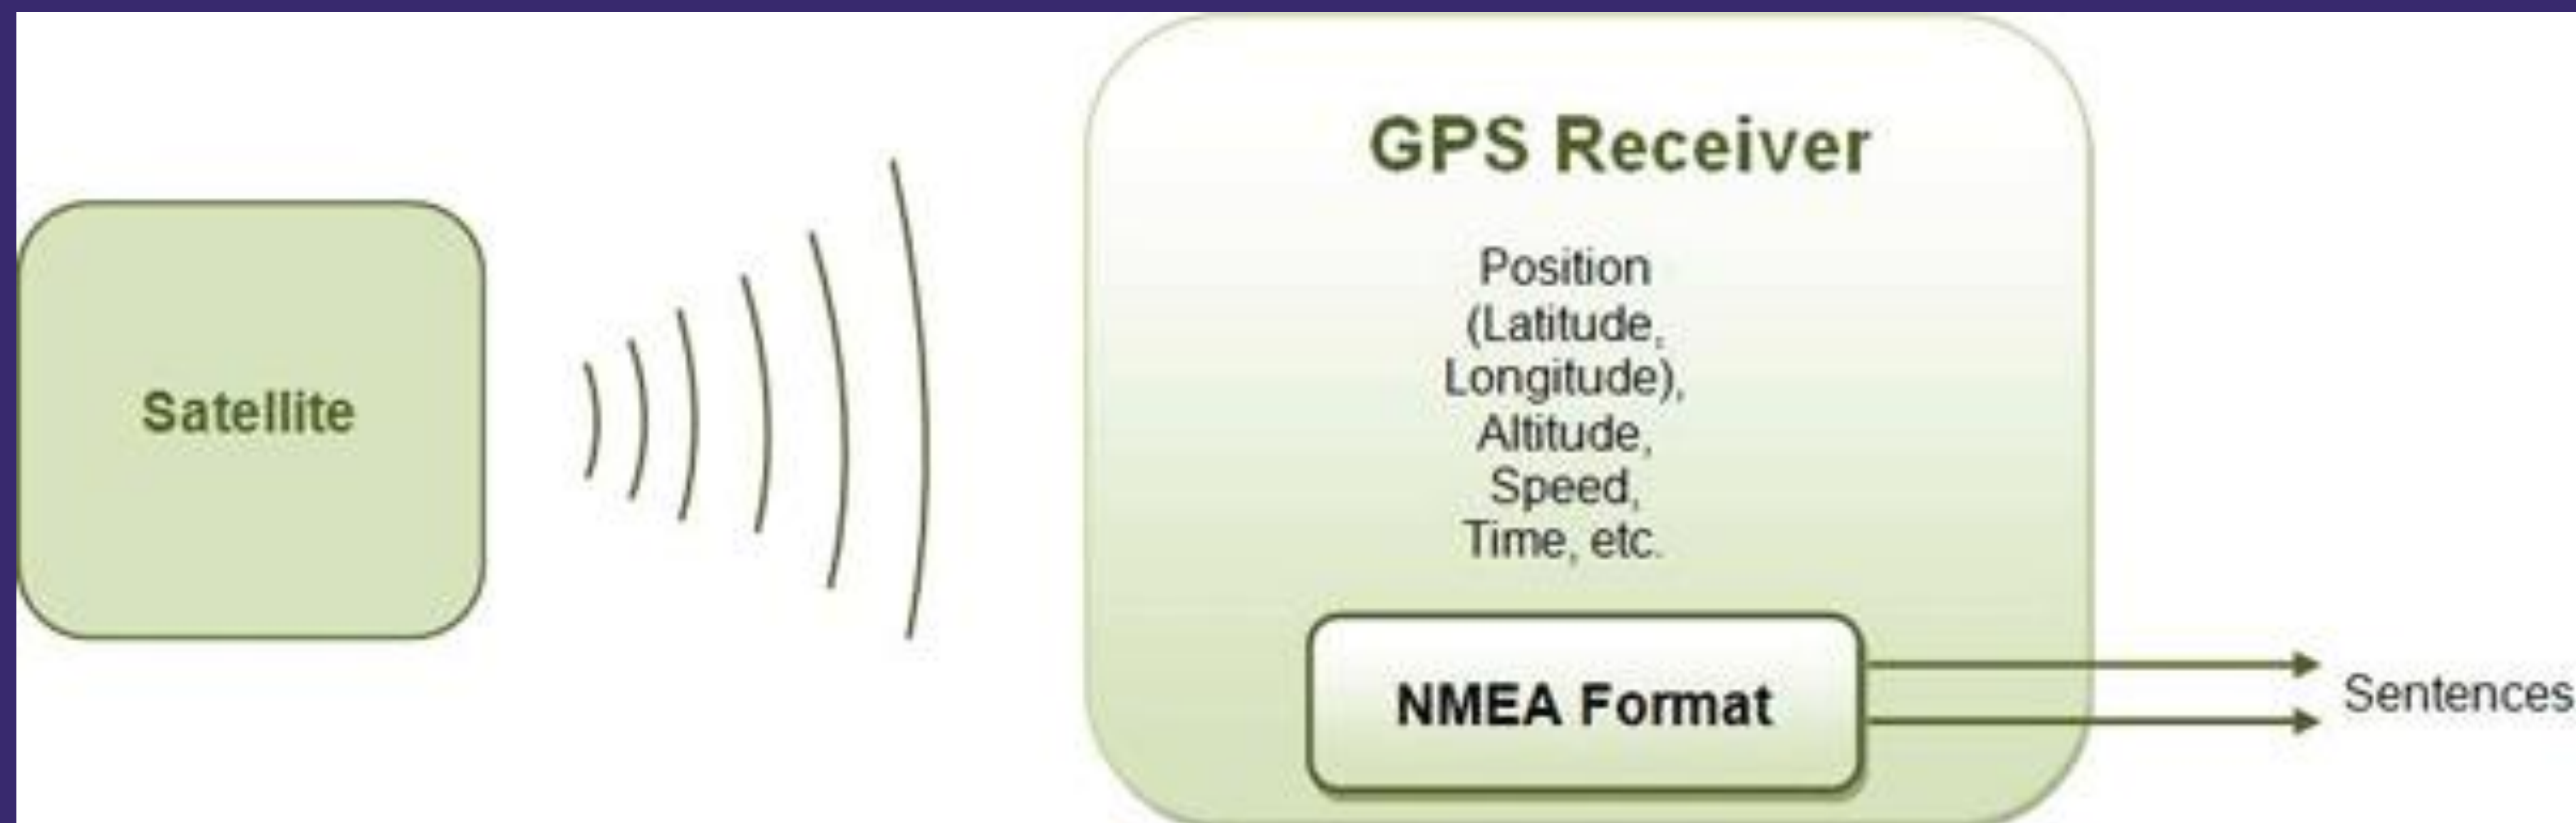 Satellite
GPS Receiver
Position
(Latitude,
Longitude),
Altitude,
Speed,
Time, etc.
NMEA Format
Sentences